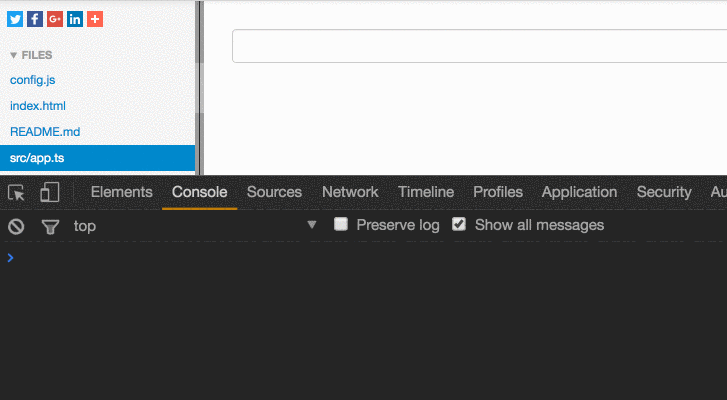 FILES
config.js
index.html
README.md
src/app.ts
Elements Console Sources Network Timeline Profiles Application Security Au
top Preserve log Show all messages
>